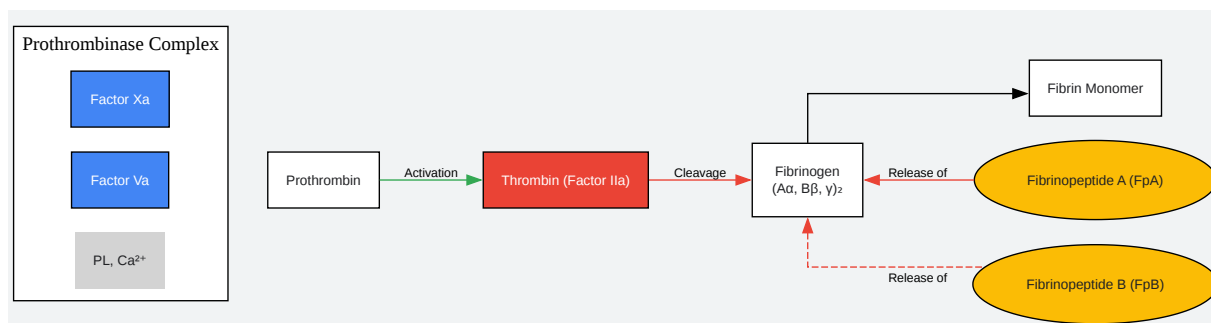 Prothrombinase Complex
Factor Xa
Factor Va
PL, Ca²⁺
Prothrombin
Activation
Thrombin (Factor IIa)
Cleavage
Fibrinogen
(Aα, Bβ, γ)₂
Fibrin Monomer
Release of
Fibrinopeptide A (FpA)
Release of
Fibrinopeptide B (FpB)